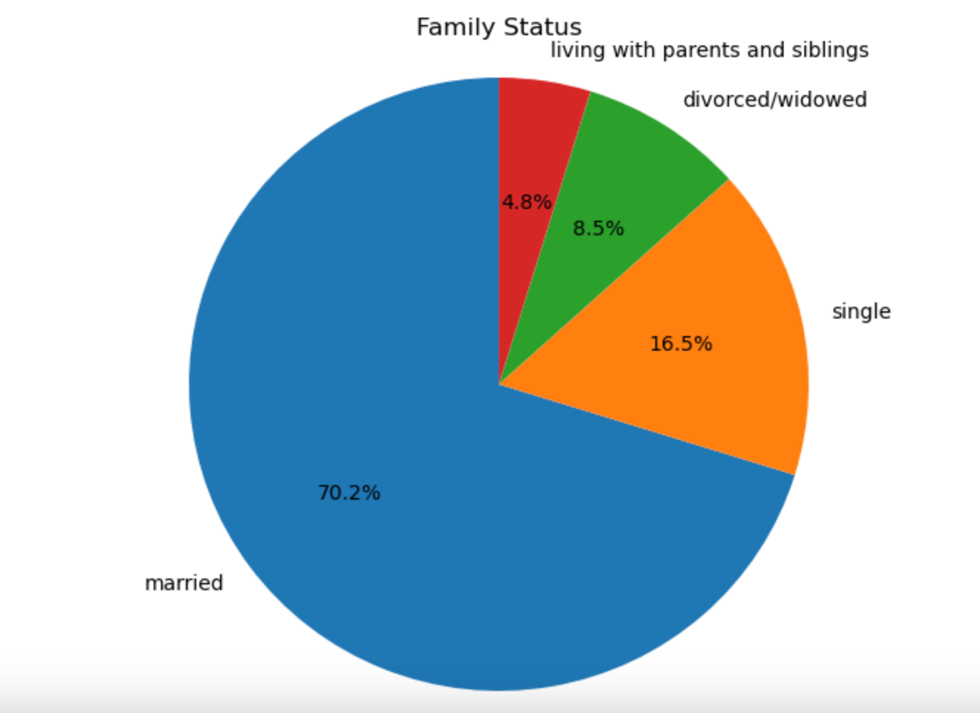 Family Status
living with parents and siblings
divorced/widowed
4.8%
8.5%
single
16.5%
70.2%
married